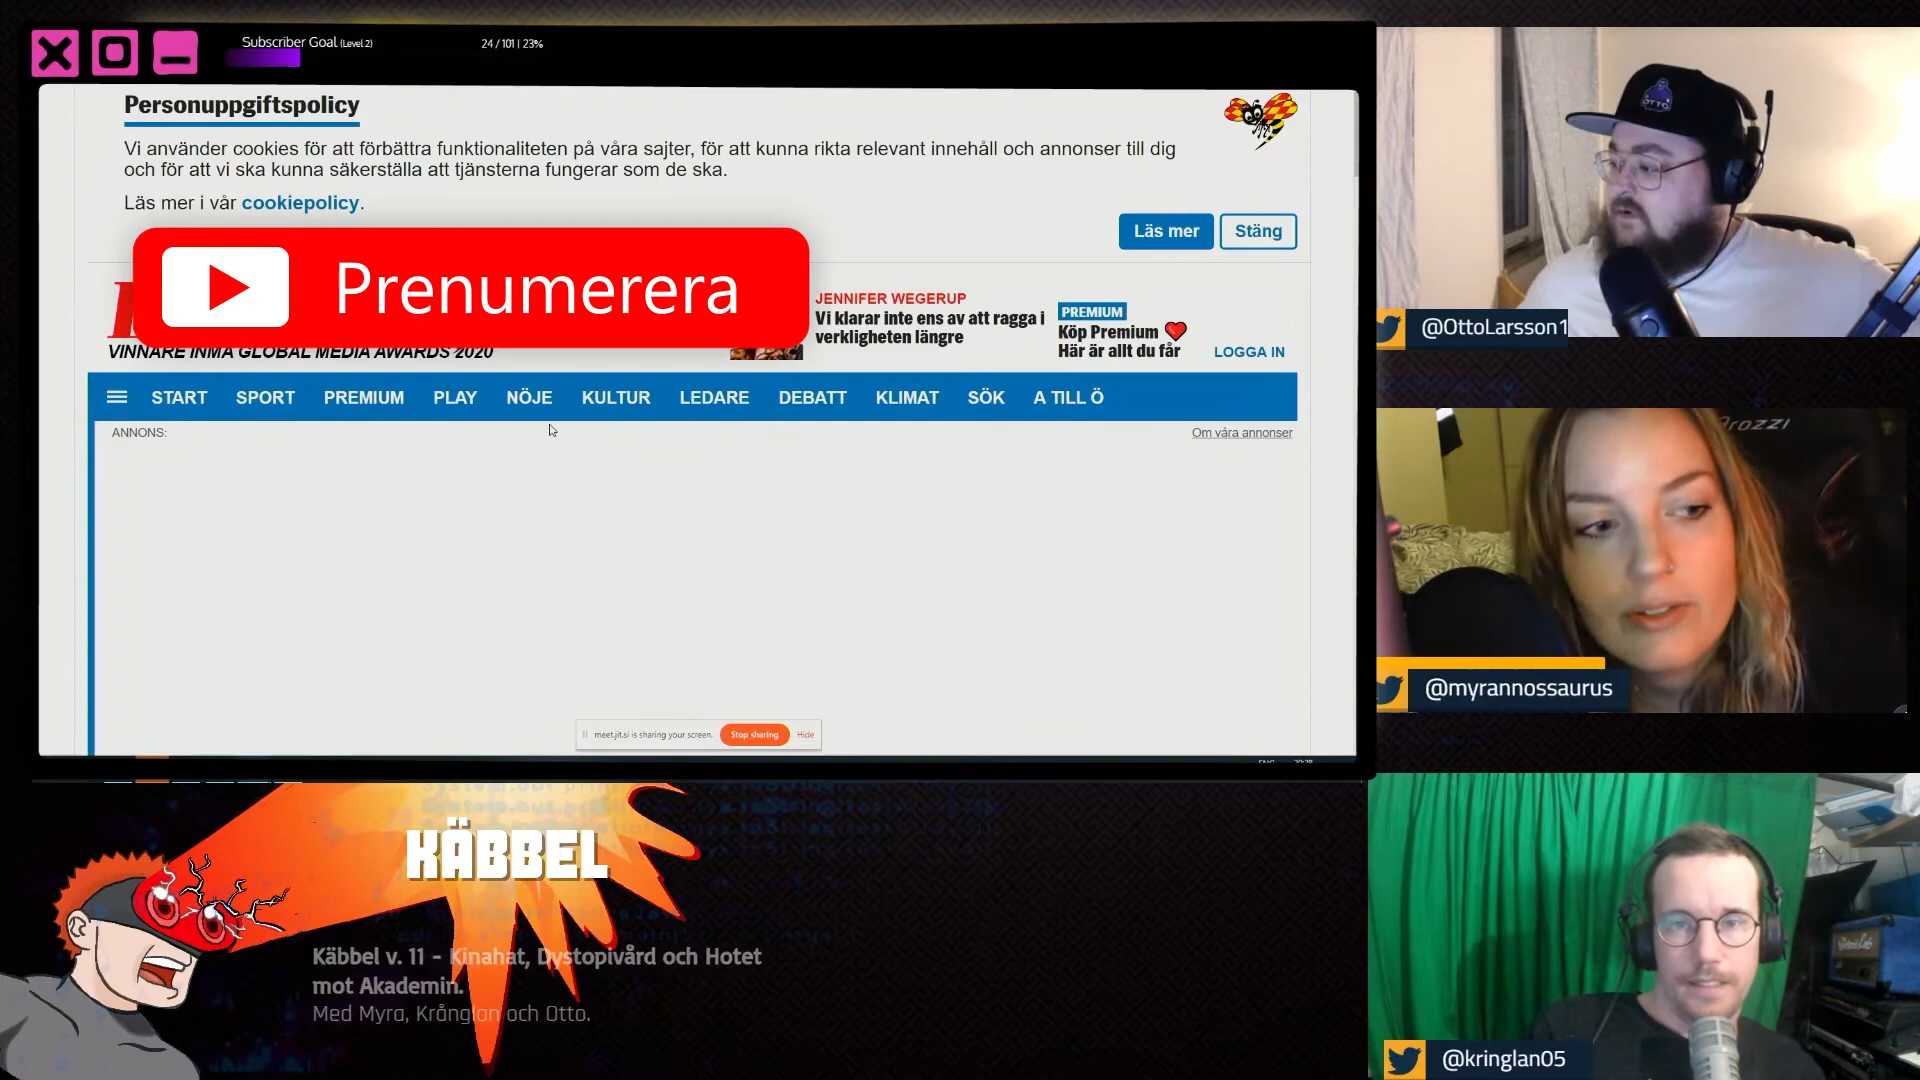 Subscriber Goal (Level 2)
24 / 101 | 23%
Personuppgiftspolicy
Vi använder cookies för att förbättra funktionaliteten på våra sajter, för att kunna rikta relevant innehåll och annonser till dig
och för att vi ska kunna säkerställa att tjänsterna fungerar som de ska.
Läs mer i vår cookiepolicy.
Läs mer
Stäng
Prenumerera
VINNARE INMA GLOBAL MEDIA AWARDS 2020
JENNIFER WEGERUP
Vi klarar inte ens av att ragga i
verkligheten längre
PREMIUM
Köp Premium
Här är allt du får
LOGGA IN
START SPORT PREMIUM PLAY NÖJE KULTUR LEDARE DEBATT KLIMAT SÖK A TILL Ö
ANNONS:
Om våra annonser
meet.jit.si is sharing your screen.
Stop sharing
Hide
OTTO
@OttoLarsson1
@myrannossaurus
@kringlan05
KÄBBEL
Käbbel v. 11 - Kinahat, Dystopivård och Hotet
mot Akademin.
Med Myra, Krånglan och Otto.